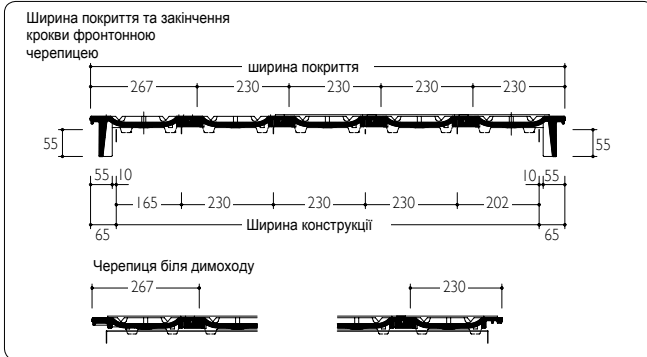 Ширина покриття та закінчення
крокви фронтонною
черепицею
ширина покриття
267 230 230 230 230
55 55
55 10 10 55
165 230 230 230 202
65 Ширина конструкції 65
Черепиця біля димоходу
267 230